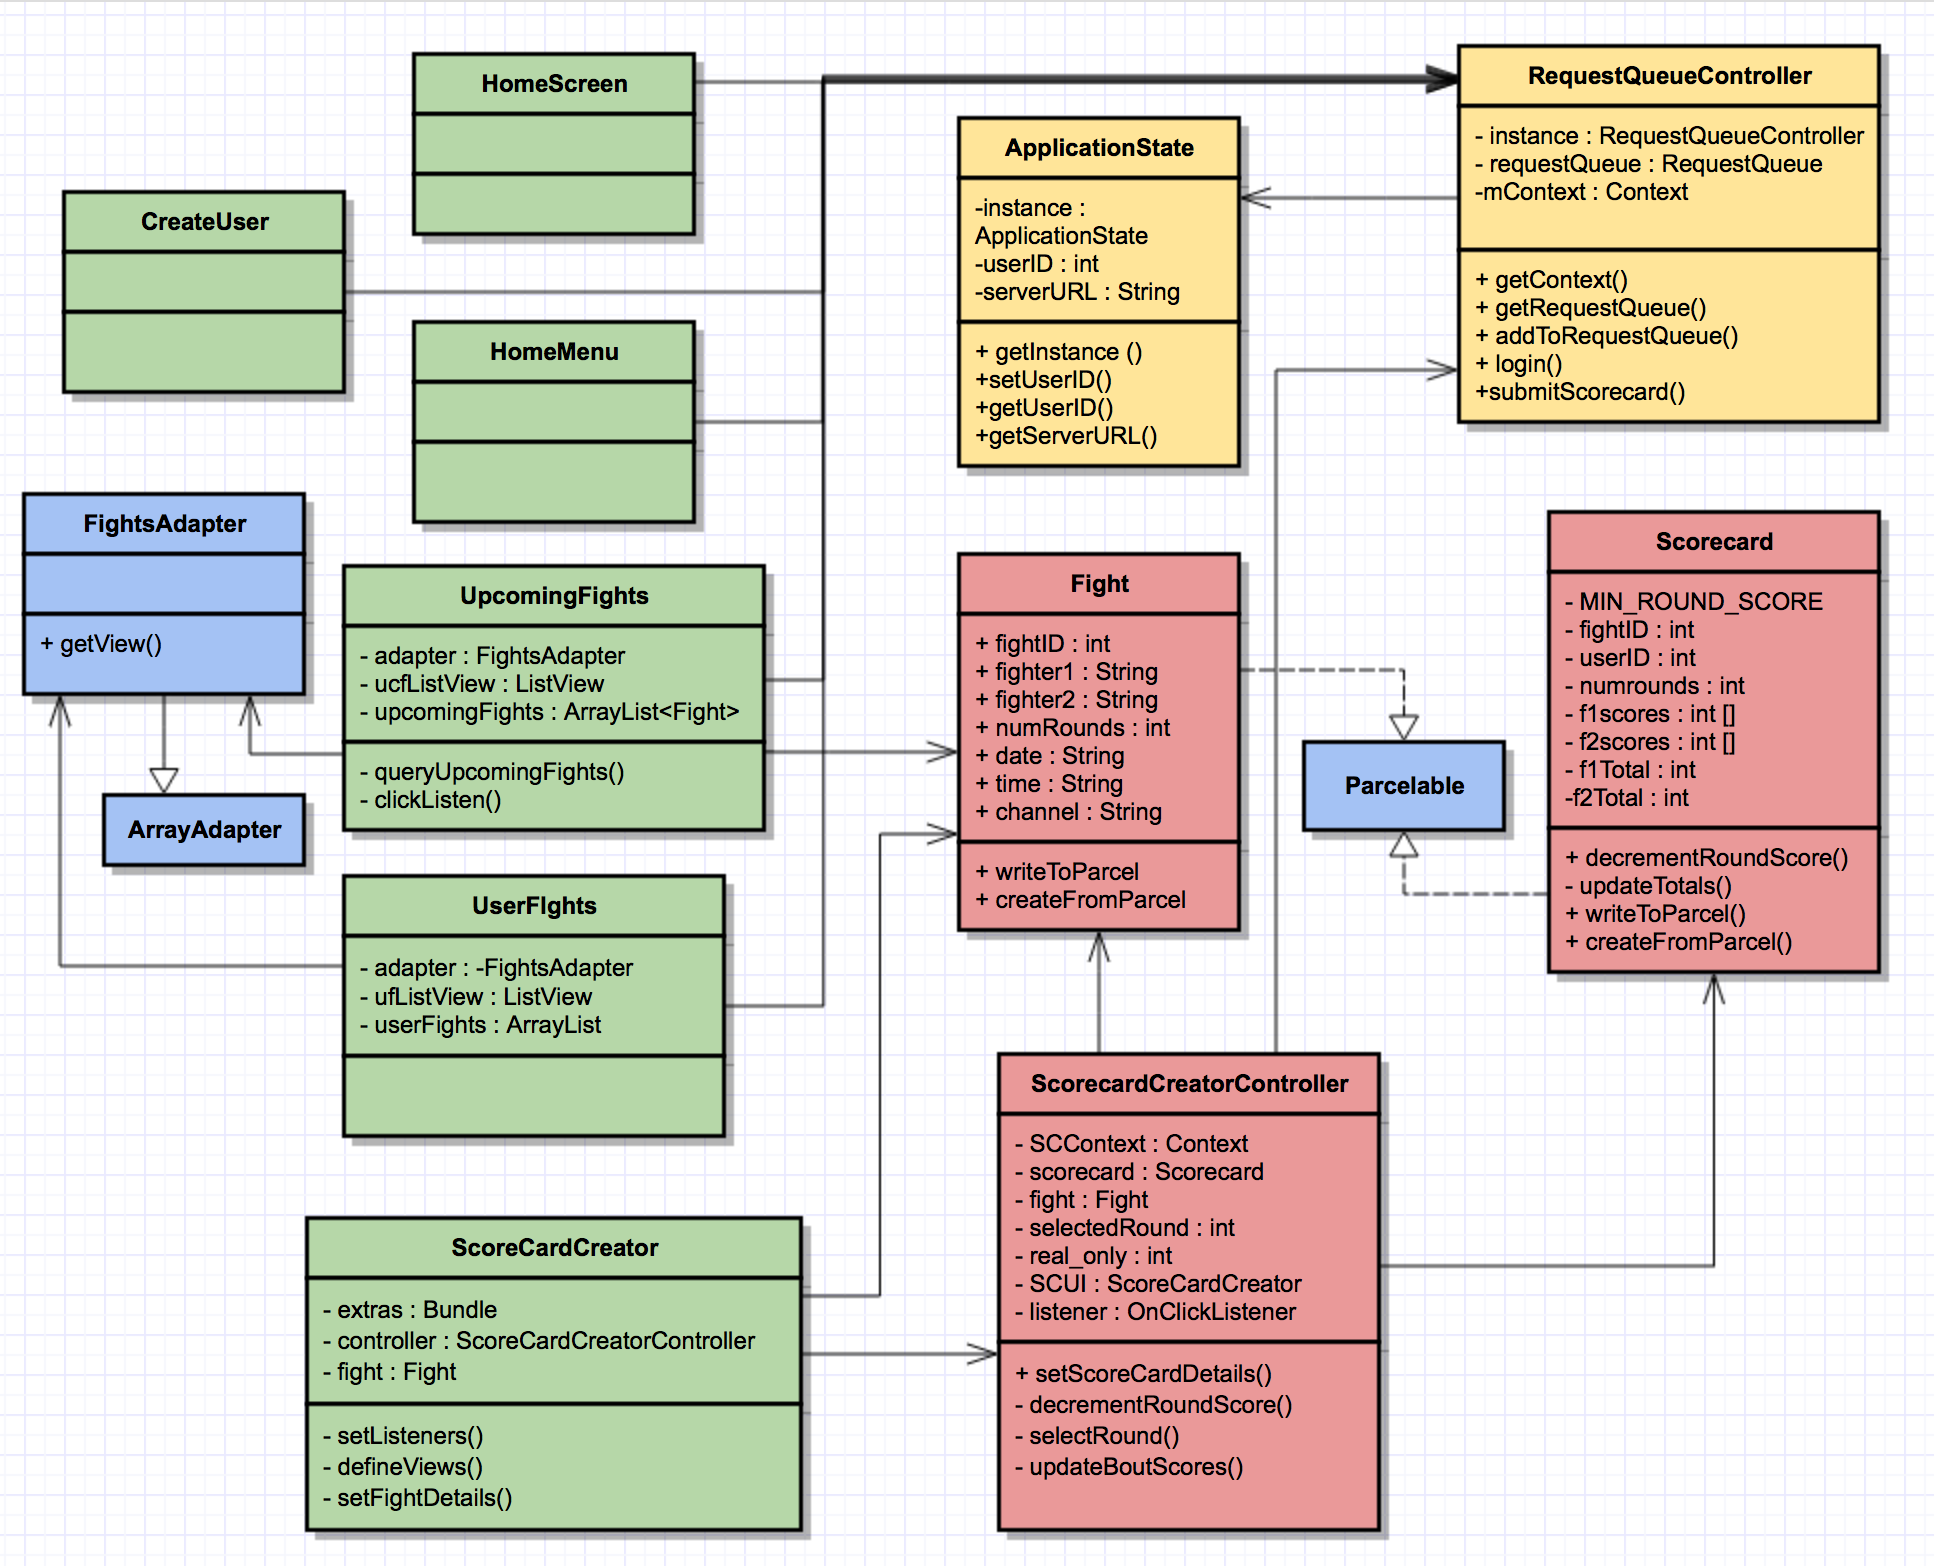 HomeScreen
RequestQueueController
- instance : RequestQueueController
- requestQueue : RequestQueue
-mContext : Context
+ getContext()
+ getRequestQueue()
+ addToRequestQueue()
+ login()
+submitScorecard()
ApplicationState
-instance :
ApplicationState
-userID : int
-serverURL : String
+ getInstance ()
+setUserID()
+getUserID()
+getServerURL()
CreateUser
HomeMenu
FightsAdapter
+ getView()
ArrayAdapter
UpcomingFights
- adapter : FightsAdapter
- ucfListView : ListView
- upcomingFights : ArrayList<Fight>
- queryUpcomingFights()
- clickListen()
Fight
+ fightID : int
+ fighter1 : String
+ fighter2 : String
+ numRounds : int
+ date : String
+ time : String
+ channel : String
+ writeToParcel
+ createFromParcel
Parcelable
Scorecard
- MIN_ROUND_SCORE
- fightID : int
- userID : int
- numrounds : int
- f1scores : int []
- f2scores : int []
- f1Total : int
-f2Total : int
+ decrementRoundScore()
- updateTotals()
+ writeToParcel()
+ createFromParcel()
UserFIghts
- adapter : -FightsAdapter
- ufListView : ListView
- userFights : ArrayList
ScorecardCreatorController
- SCContext : Context
- scorecard : Scorecard
- fight : Fight
- selectedRound : int
- real_only : int
- SCUI : ScoreCardCreator
- listener : OnClickListener
+ setScoreCardDetails()
- decrementRoundScore()
- selectRound()
- updateBoutScores()
ScoreCardCreator
- extras : Bundle
- controller : ScoreCardCreatorController
- fight : Fight
- setListeners()
- defineViews()
- setFightDetails()